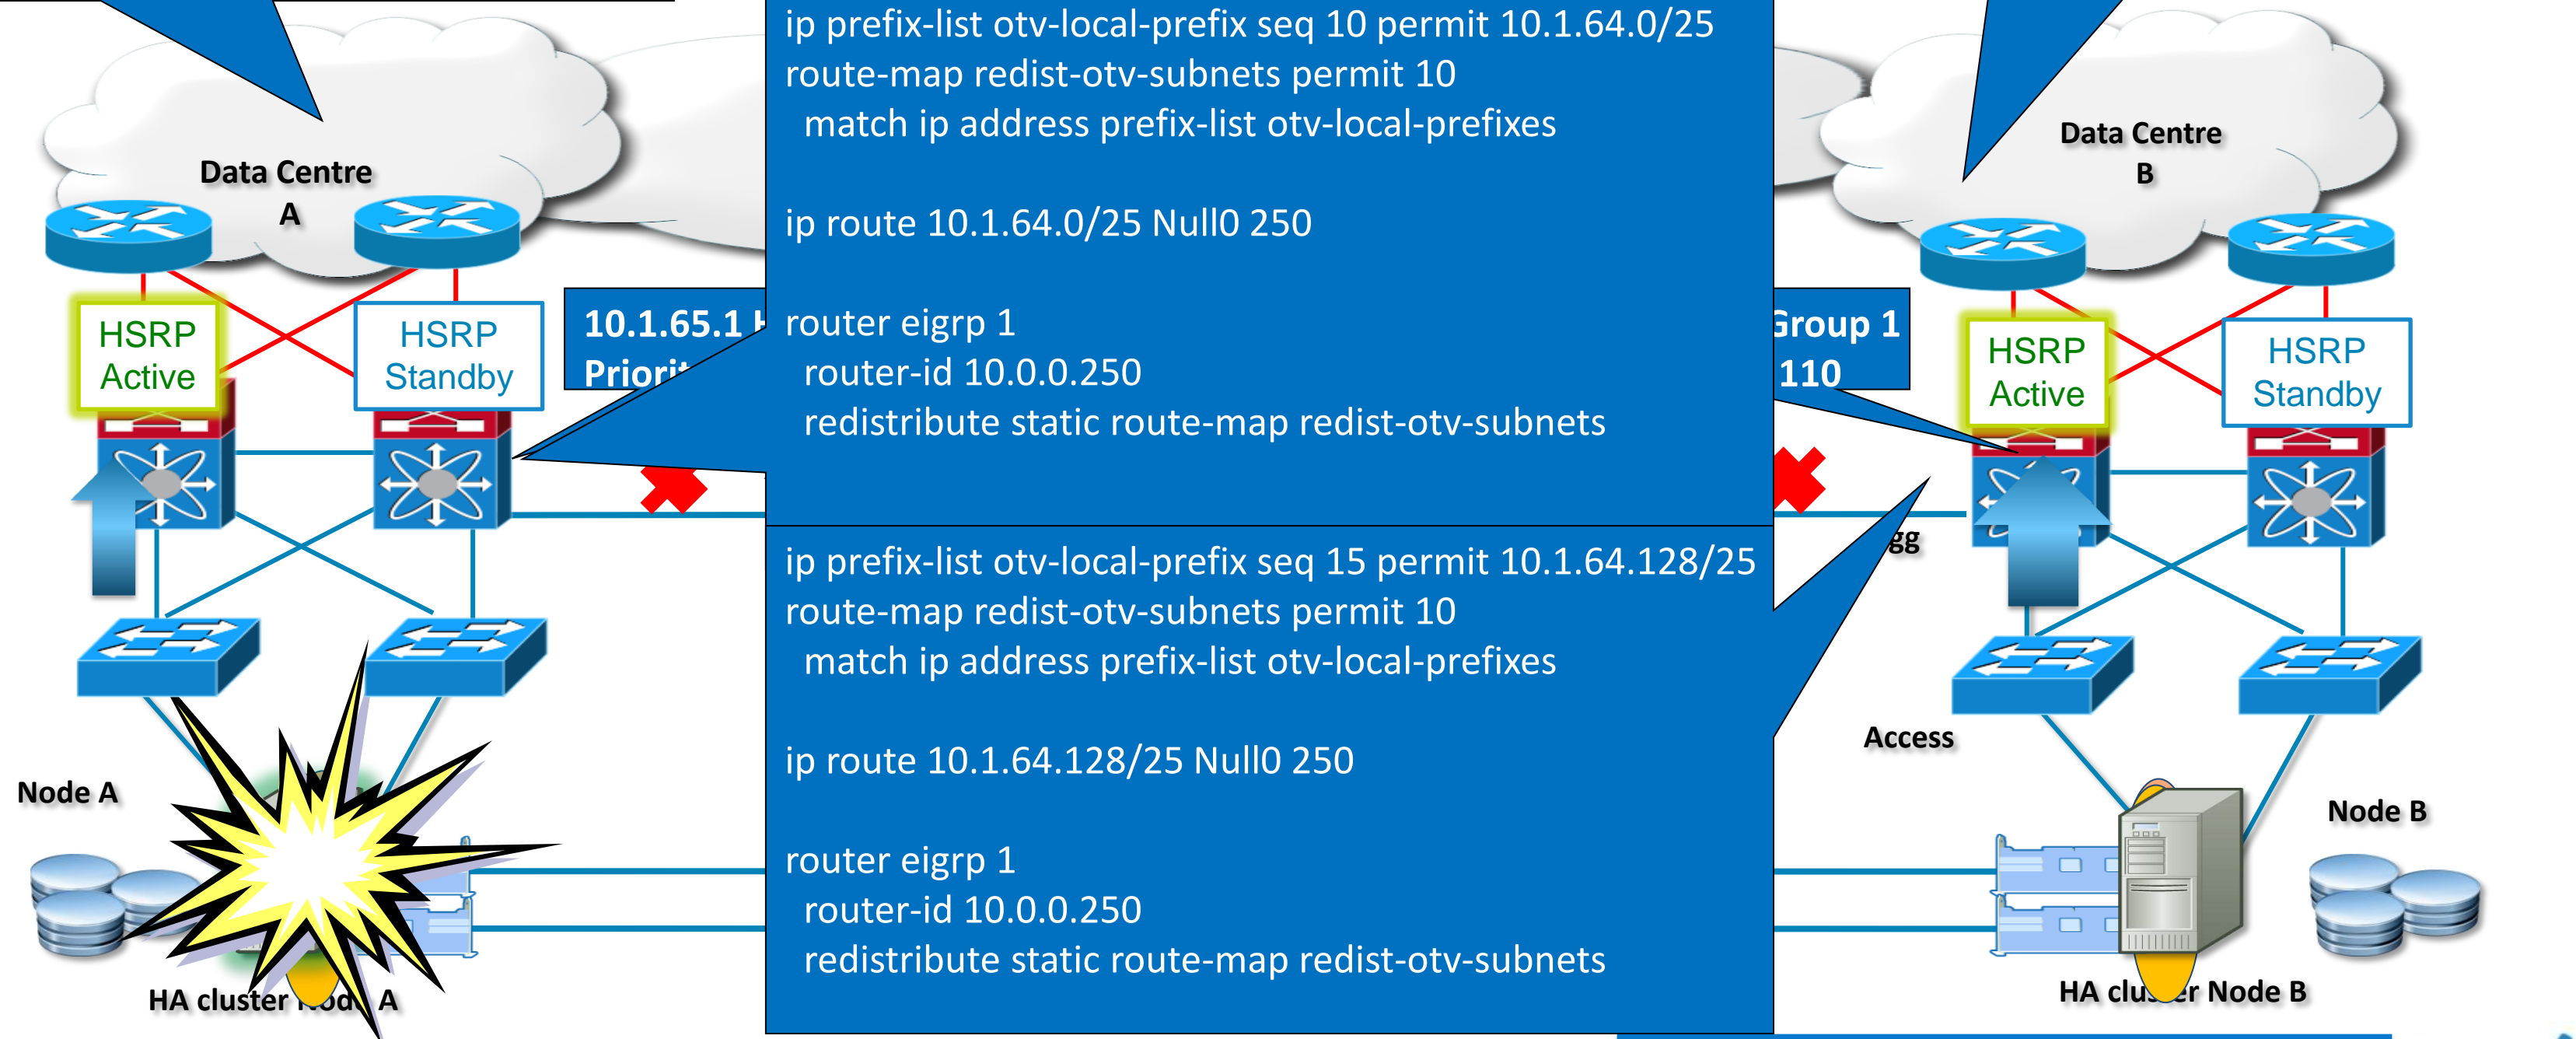 ip prefix-list otv-local-prefix seq 10 permit 10.1.64.0/25
route-map redist-otv-subnets permit 10
match ip address prefix-list otv-local-prefixes
ip route 10.1.64.0/25 Null0 250
router eigrp 1
router-id 10.0.0.250
redistribute static route-map redist-otv-subnets
ip prefix-list otv-local-prefix seq 15 permit 10.1.64.128/25
route-map redist-otv-subnets permit 10
match ip address prefix-list otv-local-prefixes
ip route 10.1.64.128/25 Null0 250
router eigrp 1
router-id 10.0.0.250
redistribute static route-map redist-otv-subnets
Data Centre
A
HSRP
Active
HSRP
Standby
10.1.65.1
Node A
HA cluster Node A
Data Centre
B
Group 1
110
HSRP
Active
HSRP
Standby
Access
Node B
HA cluster Node B